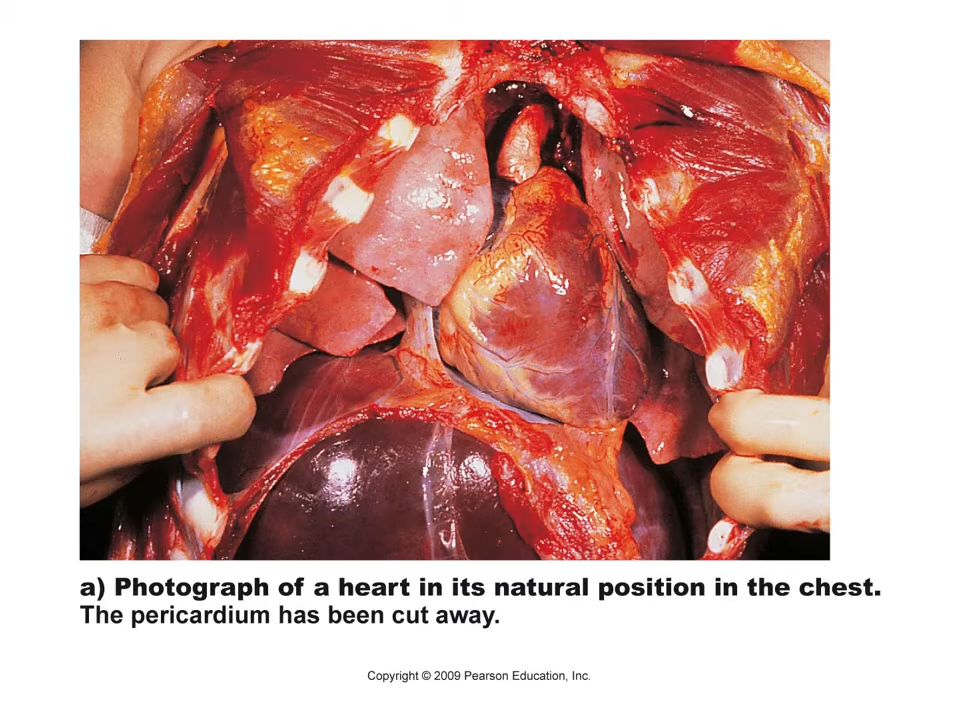 a) Photograph of a heart in its natural position in the chest.
The pericardium has been cut away.
Copyright © 2009 Pearson Education, Inc.